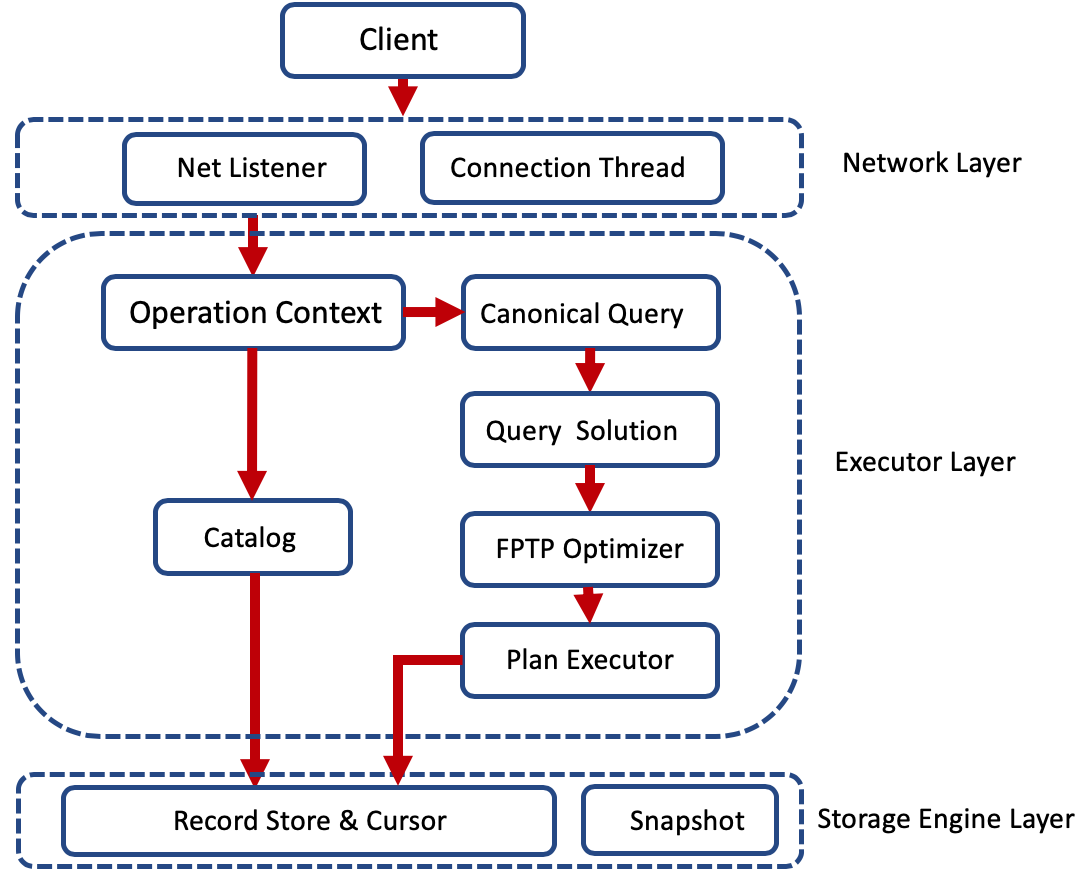 Client
Net Listener
Connection Thread
Network Layer
Operation Context
Canonical Query
Query Solution
Executor Layer
Catalog
FPTP Optimizer
Plan Executor
Record Store & Cursor
Snapshot
Storage Engine Layer